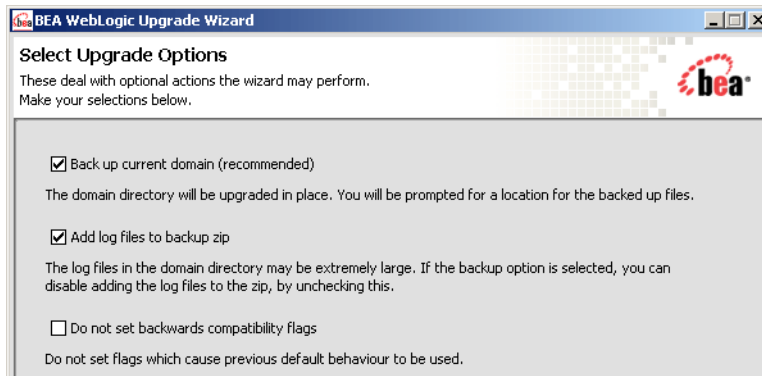 bea BEA WebLogic Upgrade Wizard
Select Upgrade Options
These deal with optional actions the wizard may perform.
Make your selections below.
bea
Back up current domain (recommended)
The domain directory will be upgraded in place. You will be prompted for a location for the backed up files.
Add log files to backup zip
The log files in the domain directory may be extremely large. If the backup option is selected, you can
disable adding the log files to the zip, by unchecking this.
Do not set backwards compatibility flags
Do not set flags which cause previous default behaviour to be used.